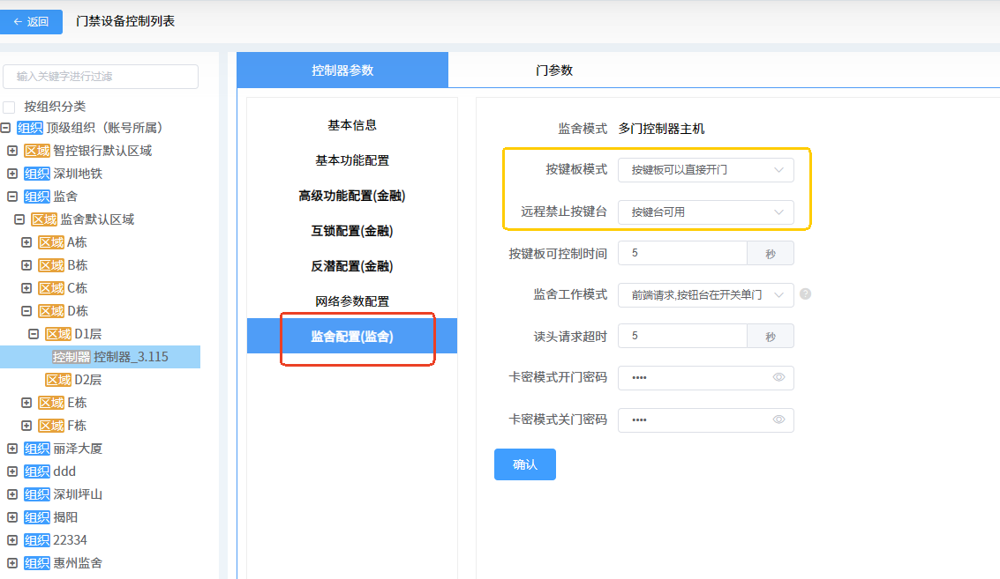 ← 返回 门禁设备控制列表
输入关键字进行过滤
按组织分类
组织 顶级组织（账号所属）
区域 智控银行默认区域
组织 深圳地铁
组织 监舍
区域 监舍默认区域
区域 A栋
区域 B栋
区域 C栋
区域 D栋
区域 D1层
控制器 控制器_3.115
区域 D2层
区域 E栋
区域 F栋
组织 丽泽大厦
组织 ddd
组织 深圳坪山
组织 揭阳
组织 22334
组织 惠州监舍
控制器参数 门参数
基本信息
基本功能配置
高级功能配置(金融)
互锁配置(金融)
反潜配置(金融)
网络参数配置
监舍配置(监舍)
监舍模式 多门控制器主机
按键板模式 按键板可以直接开门
远程禁止按键台 按键台可用
按键板可控制时间 5 秒
监舍工作模式 前端请求,按钮台在开关单门
读头请求超时 5 秒
卡密模式开门密码 ••••
卡密模式关门密码 ••••
确认